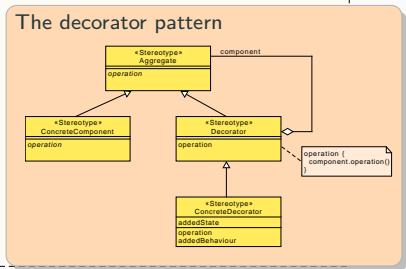 The decorator pattern
component
«Stereotype»
Aggregate
operation
«Stereotype»
ConcreteComponent
operation
«Stereotype»
Decorator
operation
operation {
component.operation()
}
«Stereotype»
ConcreteDecorator
addedState
operation
addedBehaviour